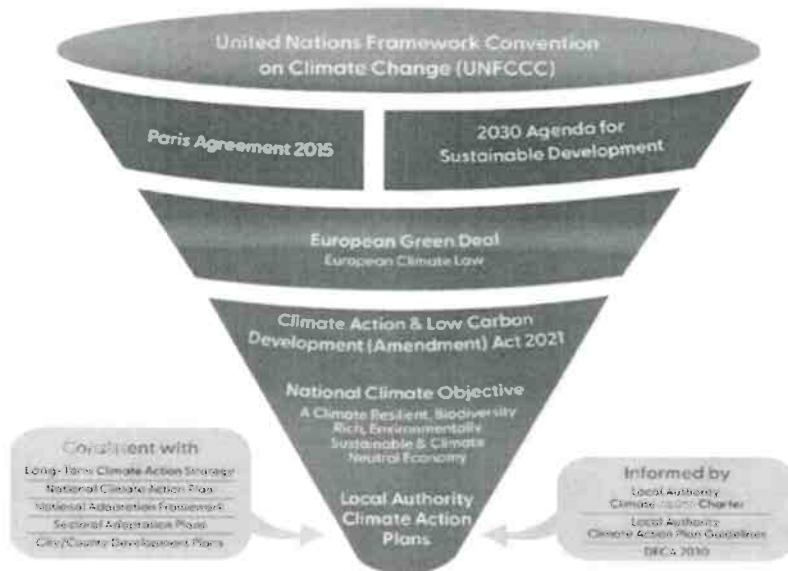 United Nations Framework Convention
on Climate Change (UNFCCC)
Paris Agreement 2015
2030 Agenda for
Sustainable Development
European Green Deal
European Climate Law
Climate Action & Low Carbon
Development (Amendment) Act 2021
National Climate Objective
A Climate Resilient, Biodiversity
Rich, Environmentally
Sustainable & Climate
Neutral Economy
Local Authority
Climate Action
Plans
Consistent with
Long-Term Climate Action Strategy
National Climate Action Plan
National Adaptation Framework
Sectoral Adaptation Plans
City/County Development Plans
Informed by
Local Authority
Climate Charter
Local Authority
Climate Action Plan Guidelines
2030